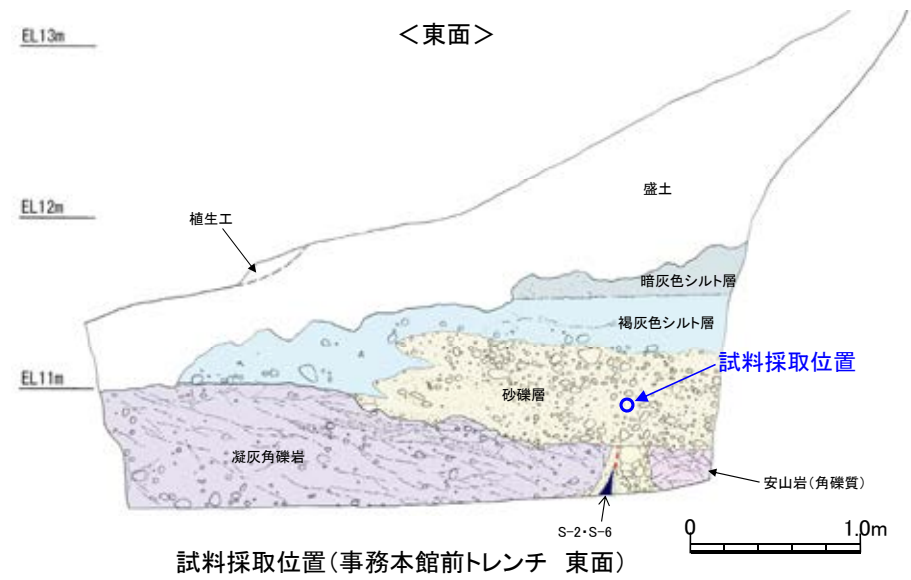 <東面>
EL13m
EL12m
植生工
盛土
暗灰色シルト層
褐灰色シルト層
試料採取位置
EL11m
砂礫層
凝灰角礫岩
安山岩(角礫質)
S-2・S-6
0 1.0m
試料採取位置(事務本館前トレンチ 東面)